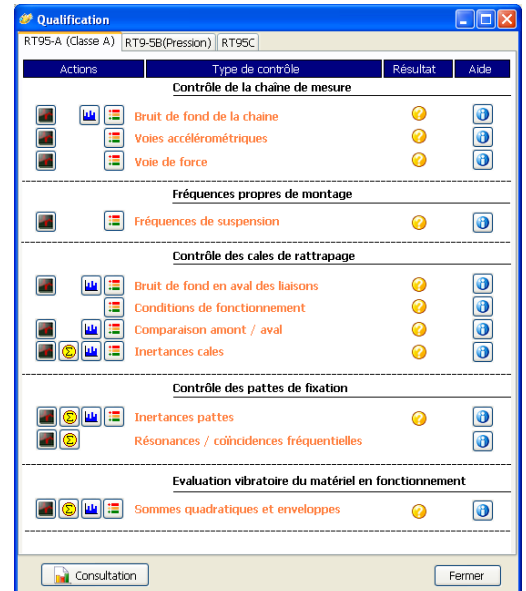 Qualification
RT95-A (Classe A) RT9-5B(Pression) RT95C
Actions Type de contrôle Résultat Aide
Contrôle de la chaîne de mesure
Bruit de fond de la chaine
Voies accélérométriques
Voie de force
Fréquences propres de montage
Fréquences de suspension
Contrôle des cales de rattrapage
Bruit de fond en aval des liaisons
Conditions de fonctionnement
Comparaison amont / aval
Inertances cales
Contrôle des pattes de fixation
Inertances pattes
Résonances / coïncidences fréquentielles
Evaluation vibratoire du matériel en fonctionnement
Sommes quadratiques et enveloppes
Consultation Fermer